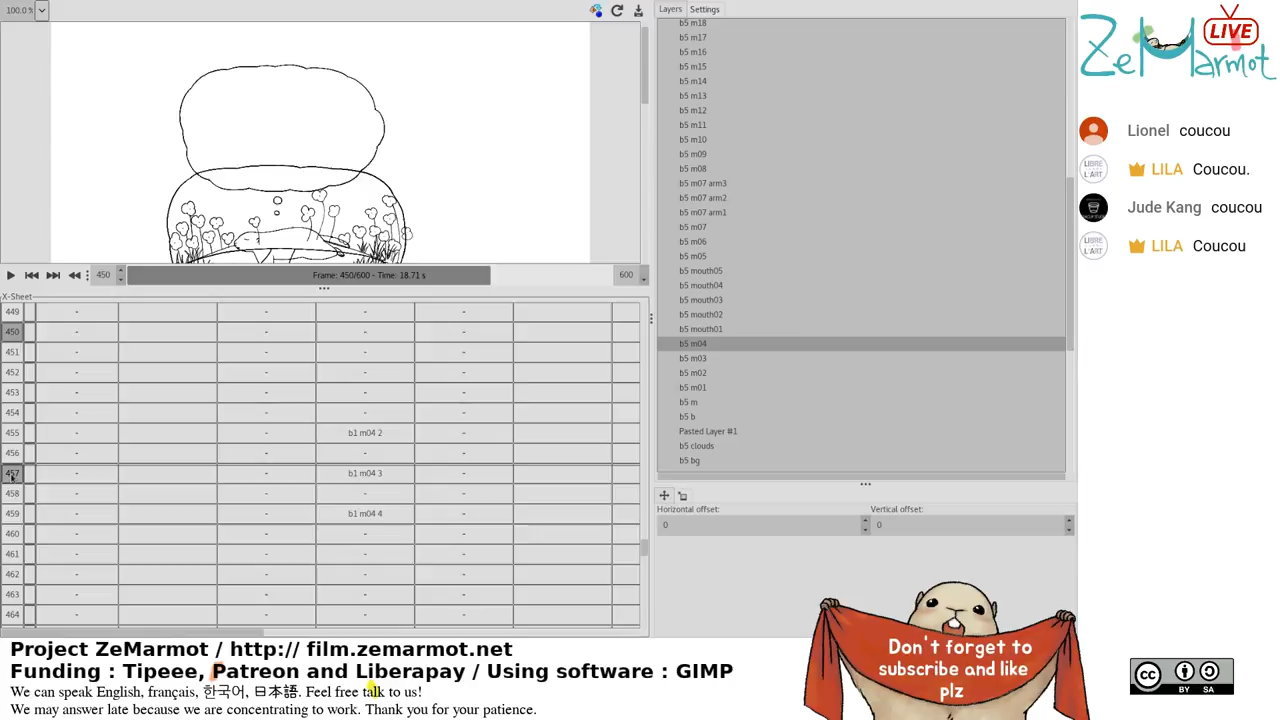 100.0 %
Layers Settings
b5 m18
b5 m17
b5 m16
b5 m15
b5 m14
b5 m13
b5 m12
b5 m11
b5 m10
b5 m09
b5 m08
b5 m07 arm3
b5 m07 arm2
b5 m07 arm1
b5 m07
b5 m06
b5 m05
b5 mouth05
b5 mouth04
b5 mouth03
b5 mouth02
b5 mouth01
b5 m04
b5 m03
b5 m02
b5 m01
b5 m
b5 b
Pasted Layer #1
b5 clouds
b5 bg
450 Frame: 450/600 - Time: 18.71 s 600
X-Sheet
449 - - - -
450 - - - -
451 - - - -
452 - - - -
453 - - - -
454 - - - -
455 - - b1 m04 2 -
456 - - - -
457 - - b1 m04 3 -
458 - - - -
459 - - b1 m04 4 -
460 - - - -
461 - - - -
462 - - - -
463 - - - -
464 - - - -
Horizontal offset: Vertical offset:
0 0
ZeMarmot LIVE
Lionel coucou
LILA Coucou.
Jude Kang coucou
LILA Coucou
Don't forget to
subscribe and like
plz
Project ZeMarmot / http:// film.zemarmot.net
Funding : Tipeee, Patreon and Liberapay / Using software : GIMP
We can speak English, français, 한국어, 日本語. Feel free talk to us!
We may answer late because we are concentrating to work. Thank you for your patience.
cc BY SA